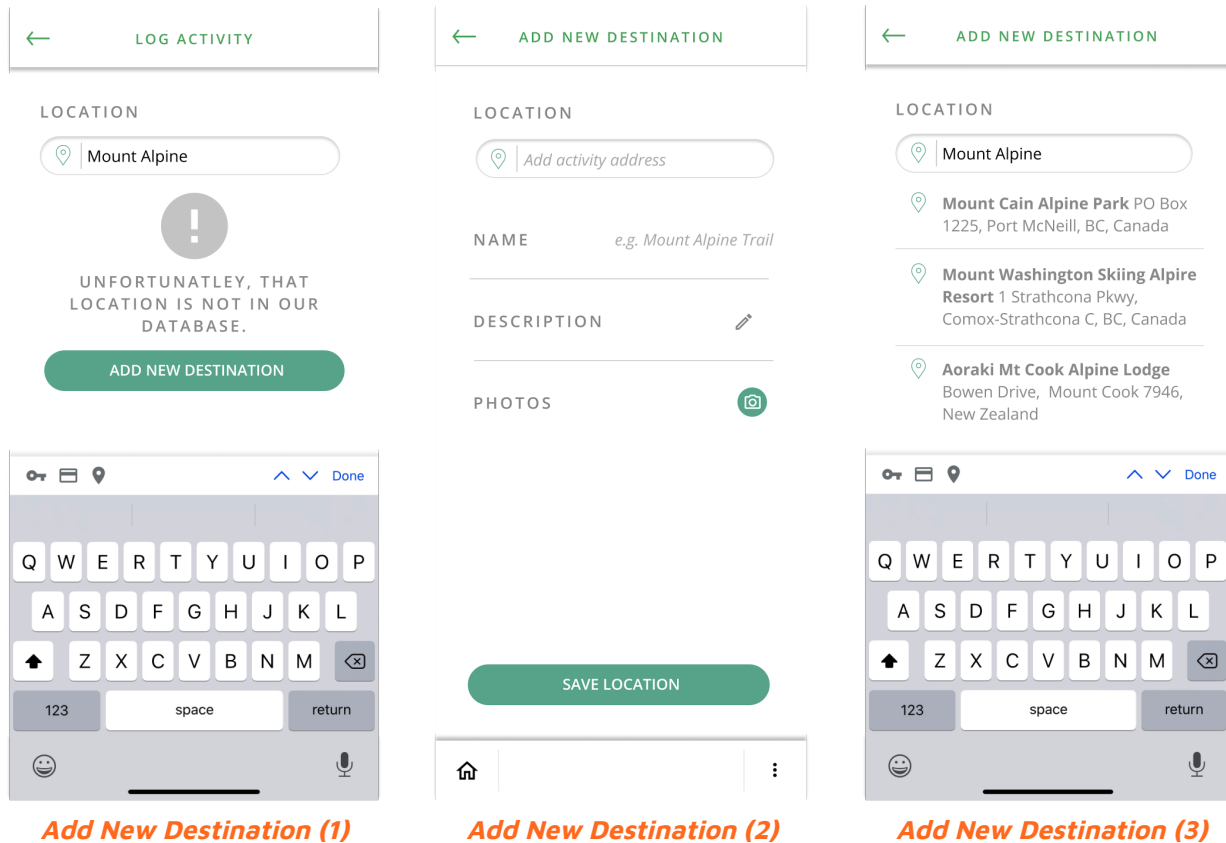 LOG ACTIVITY
LOCATION
Mount Alpine
UNFORTUNATLEY, THAT
LOCATION IS NOT IN OUR
DATABASE.
ADD NEW DESTINATION
Done
Q W E R T Y U I O P
A S D F G H J K L
Z X C V B N M
123 space return
Add New Destination (1)
ADD NEW DESTINATION
LOCATION
Add activity address
NAME e.g. Mount Alpine Trail
DESCRIPTION
PHOTOS
SAVE LOCATION
Add New Destination (2)
ADD NEW DESTINATION
LOCATION
Mount Alpine
Mount Cain Alpine Park PO Box
1225, Port McNeill, BC, Canada
Mount Washington Skiing Alpire
Resort 1 Strathcona Pkwy,
Comox-Strathcona C, BC, Canada
Aoraki Mt Cook Alpine Lodge
Bowen Drive, Mount Cook 7946,
New Zealand
Done
Q W E R T Y U I O P
A S D F G H J K L
Z X C V B N M
123 space return
Add New Destination (3)